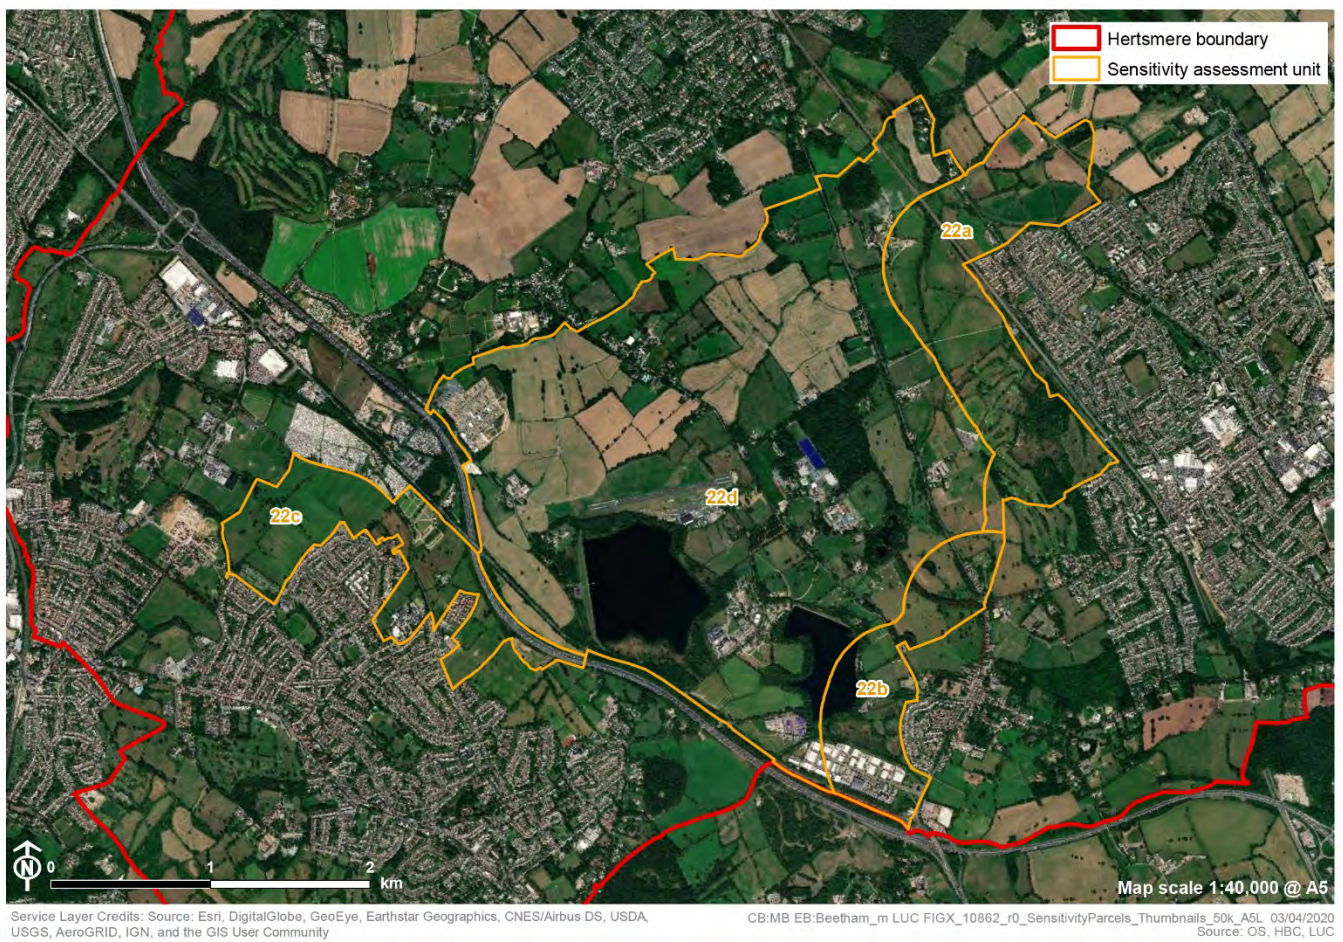 Hertsmere boundary
Sensitivity assessment unit
22a
22c
22d
22b
N
0 1 2
km
Map scale 1:40,000 @ A5
Service Layer Credits: Source: Esri, DigitalGlobe, GeoEye, Earthstar Geographics, CNES/Airbus DS, USDA,
USGS, AeroGRID, IGN, and the GIS User Community
CB:MB EB:Beetham_m LUC FIGX_10862_r0_SensitivityParcels_Thumbnails_50k_A5L 03/04/2020
Source: OS, HBC, LUC